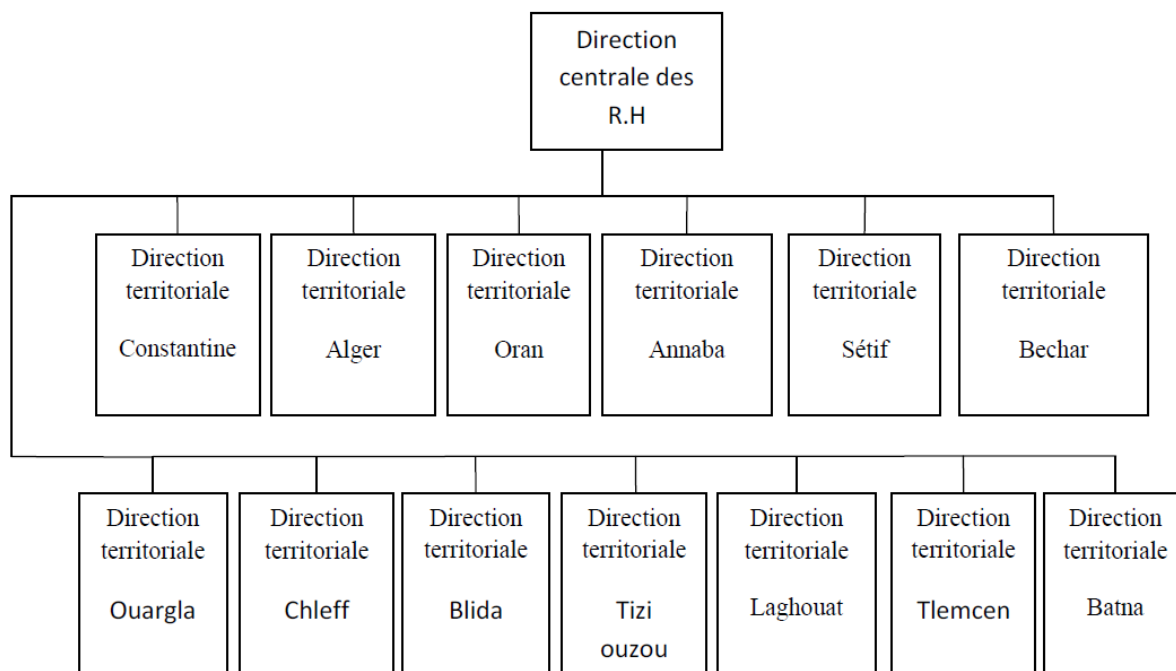 Direction
centrale des
R.H
Direction
territoriale
Constantine
Direction
territoriale
Alger
Direction
territoriale
Oran
Direction
territoriale
Annaba
Direction
territoriale
Sétif
Direction
territoriale
Bechar
Direction
territoriale
Ouargla
Direction
territoriale
Chleff
Direction
territoriale
Blida
Direction
territoriale
Tizi
ouzou
Direction
territoriale
Laghouat
Direction
territoriale
Tlemcen
Direction
territoriale
Batna